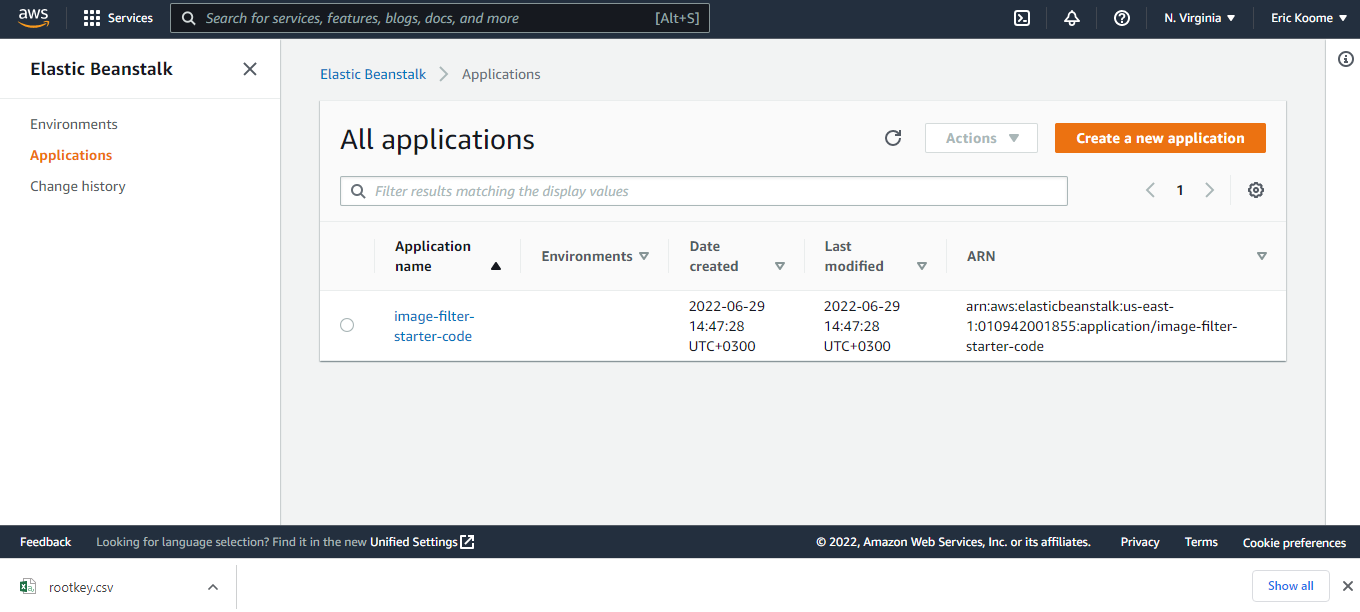 aws
Services
Search for services, features, blogs, docs, and more
[Alt+S]
N. Virginia
Eric Koome
Elastic Beanstalk
Environments
Applications
Change history
Elastic Beanstalk
Applications
All applications
Actions
Create a new application
Filter results matching the display values
1
Application
name
Environments
Date
created
Last
modified
ARN
image-filter-
starter-code
2022-06-29
14:47:28
UTC+0300
2022-06-29
14:47:28
UTC+0300
arn:aws:elasticbeanstalk:us-east-
1:010942001855:application/image-filter-
starter-code
Feedback
Looking for language selection? Find it in the new Unified Settings
© 2022, Amazon Web Services, Inc. or its affiliates.
Privacy
Terms
Cookie preferences
rootkey.csv
Show all